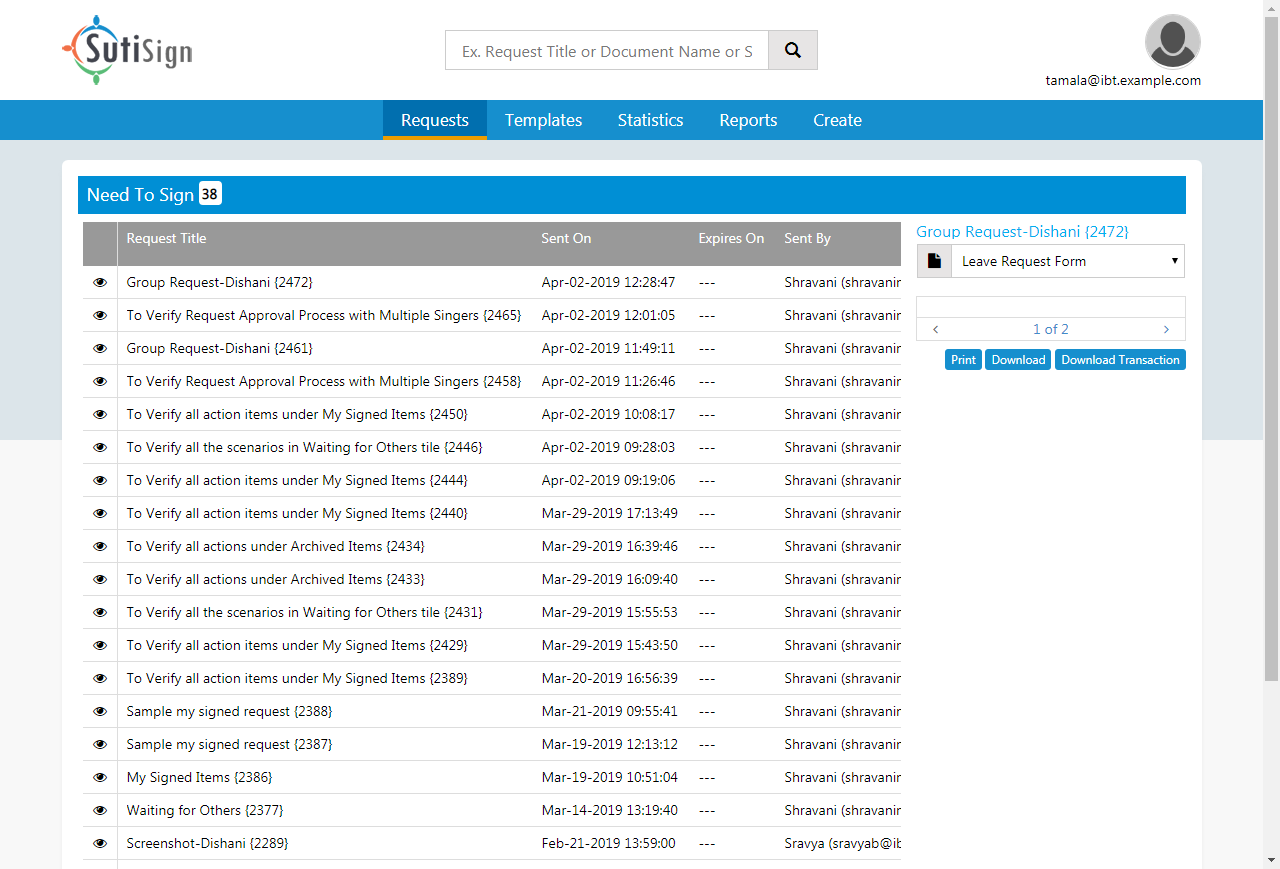 SutiSign
Ex. Request Title or Document Name or S
tamala@ibt.example.com
Requests Templates Statistics Reports Create
Need To Sign 38
Request Title Sent On Expires On Sent By
Group Request-Dishani {2472} Apr-02-2019 12:28:47 --- Shravani (shravanir
To Verify Request Approval Process with Multiple Singers {2465} Apr-02-2019 12:01:05 --- Shravani (shravanir
Group Request-Dishani {2461} Apr-02-2019 11:49:11 --- Shravani (shravanir
To Verify Request Approval Process with Multiple Singers {2458} Apr-02-2019 11:26:46 --- Shravani (shravanir
To Verify all action items under My Signed Items {2450} Apr-02-2019 10:08:17 --- Shravani (shravanir
To Verify all the scenarios in Waiting for Others tile {2446} Apr-02-2019 09:28:03 --- Shravani (shravanir
To Verify all action items under My Signed Items {2444} Apr-02-2019 09:19:06 --- Shravani (shravanir
To Verify all action items under My Signed Items {2440} Mar-29-2019 17:13:49 --- Shravani (shravanir
To Verify all actions under Archived Items {2434} Mar-29-2019 16:39:46 --- Shravani (shravanir
To Verify all actions under Archived Items {2433} Mar-29-2019 16:09:40 --- Shravani (shravanir
To Verify all the scenarios in Waiting for Others tile {2431} Mar-29-2019 15:55:53 --- Shravani (shravanir
To Verify all action items under My Signed Items {2429} Mar-29-2019 15:43:50 --- Shravani (shravanir
To Verify all action items under My Signed Items {2389} Mar-20-2019 16:56:39 --- Shravani (shravanir
Sample my signed request {2388} Mar-21-2019 09:55:41 --- Shravani (shravanir
Sample my signed request {2387} Mar-19-2019 12:13:12 --- Shravani (shravanir
My Signed Items {2386} Mar-19-2019 10:51:04 --- Shravani (shravanir
Waiting for Others {2377} Mar-14-2019 13:19:40 --- Shravani (shravanir
Screenshot-Dishani {2289} Feb-21-2019 13:59:00 --- Sravya (sravyab@ib
Group Request-Dishani {2472}
Leave Request Form
1 of 2
Print Download Download Transaction